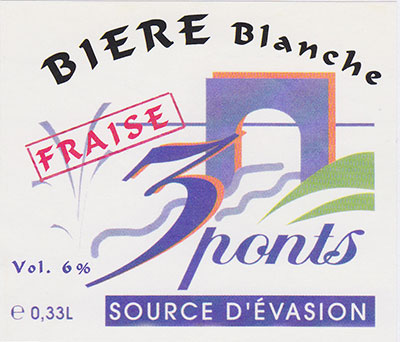 BIERE Blanche
FRAISE
3 ponts
Vol. 6%
e 0,33L
SOURCE D'ÉVASION